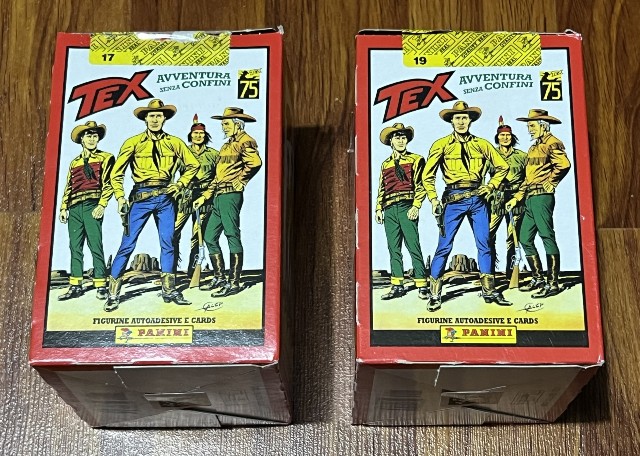 17
TEX
AVVENTURA
SENZA CONFINI
75
FIGURINE AUTOADESIVE E CARDS
PANINI
19
TEX
AVVENTURA
SENZA CONFINI
75
FIGURINE AUTOADESIVE E CARDS
PANINI